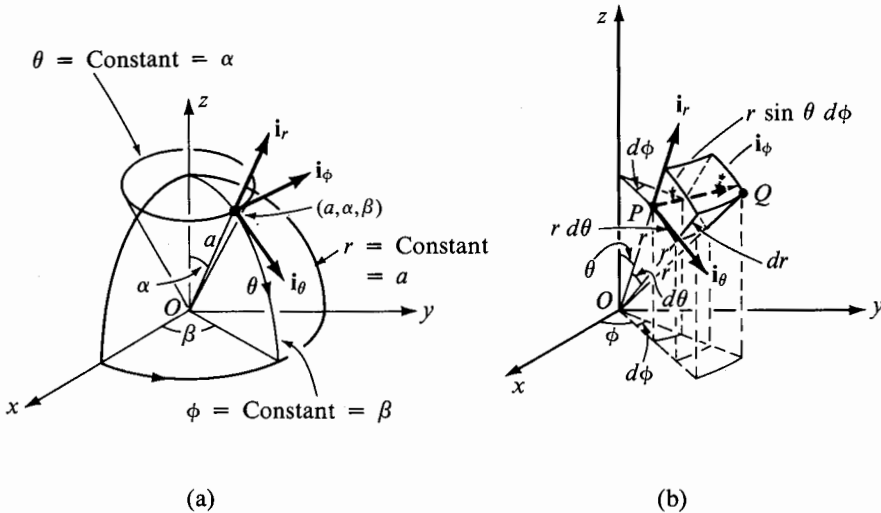 θ = Constant = α
z
i_r
i_ϕ
(a, α, β)
a
r = Constant
= a
α
θ
i_θ
O
y
β
x
ϕ = Constant = β
(a)
z
i_r
r sin θ dϕ
dϕ
i_ϕ
P
Q
r dθ
r
dr
θ
r
r
i_θ
O
dθ
y
ϕ
x
dϕ
(b)